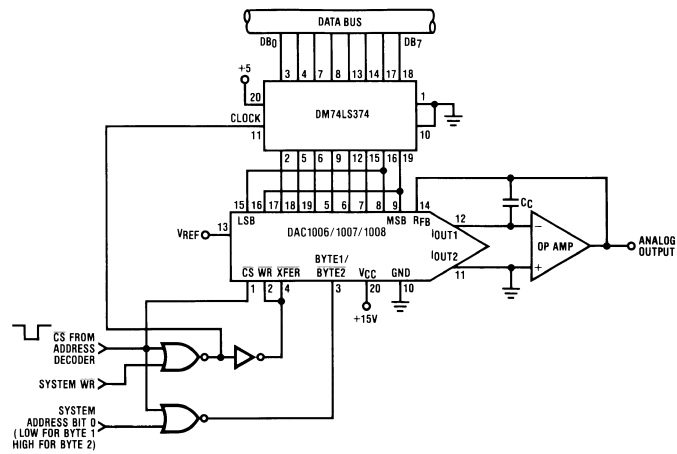 DATA BUS
DB0 DB7
3 4 7 8 13 14 17 18
+5
20
CLOCK
11
DM74LS374
1
10
2 5 6 9 12 15 16 19
15 16 17 18 19 5 6 7 8 9 14
LSB MSB RFB
CC
VREF 13
DAC1006/1007/1008
IOUT1
12
IOUT2
11
− OP AMP +
ANALOG
OUTPUT
BYTE1/
CS WR XFER BYTE2 VCC GND
1 2 4 3 20 10
+15V
CS FROM
ADDRESS
DECODER
SYSTEM WR
SYSTEM
ADDRESS BIT 0
(LOW FOR BYTE 1
HIGH FOR BYTE 2)